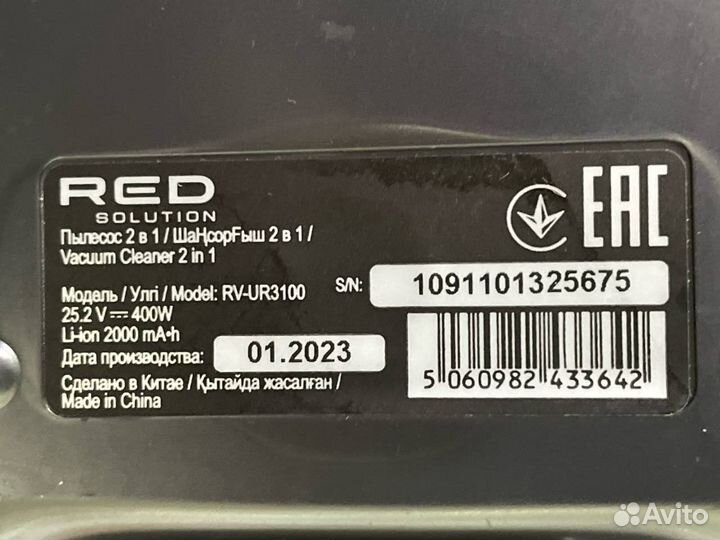 RED
SOLUTION
EAC
Пылесос 2 в 1 / ШаҢсорҒыш 2 в 1 /
Vacuum Cleaner 2 in 1
Модель / Улгі / Model: RV-UR3100
S/N: 1091101325675
25.2 V ⎓ 400W
Li-ion 2000 mA•h
Дата производства: 01.2023
Сделано в Китае / Қытайда жасалған /
Made in China
5 060982 433642
Avito